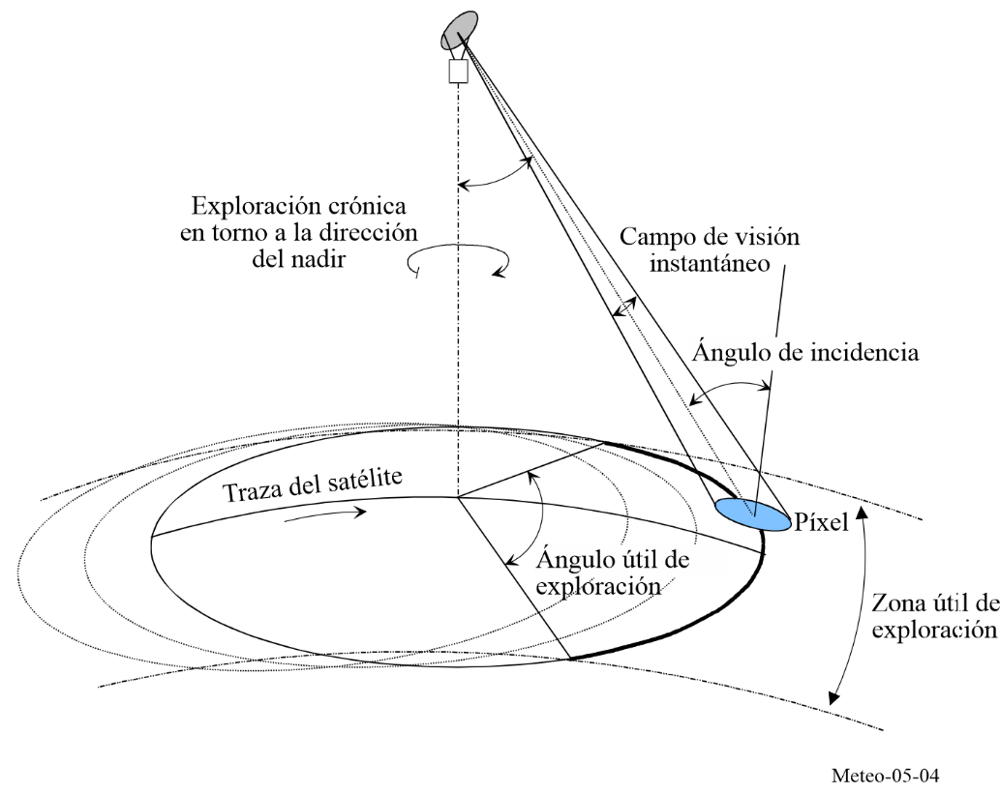 Exploración crónica
en torno a la dirección
del nadir
Campo de visión
instantáneo
Ángulo de incidencia
Traza del satélite
Píxel
Ángulo útil de
exploración
Zona útil de
exploración
Meteo-05-04